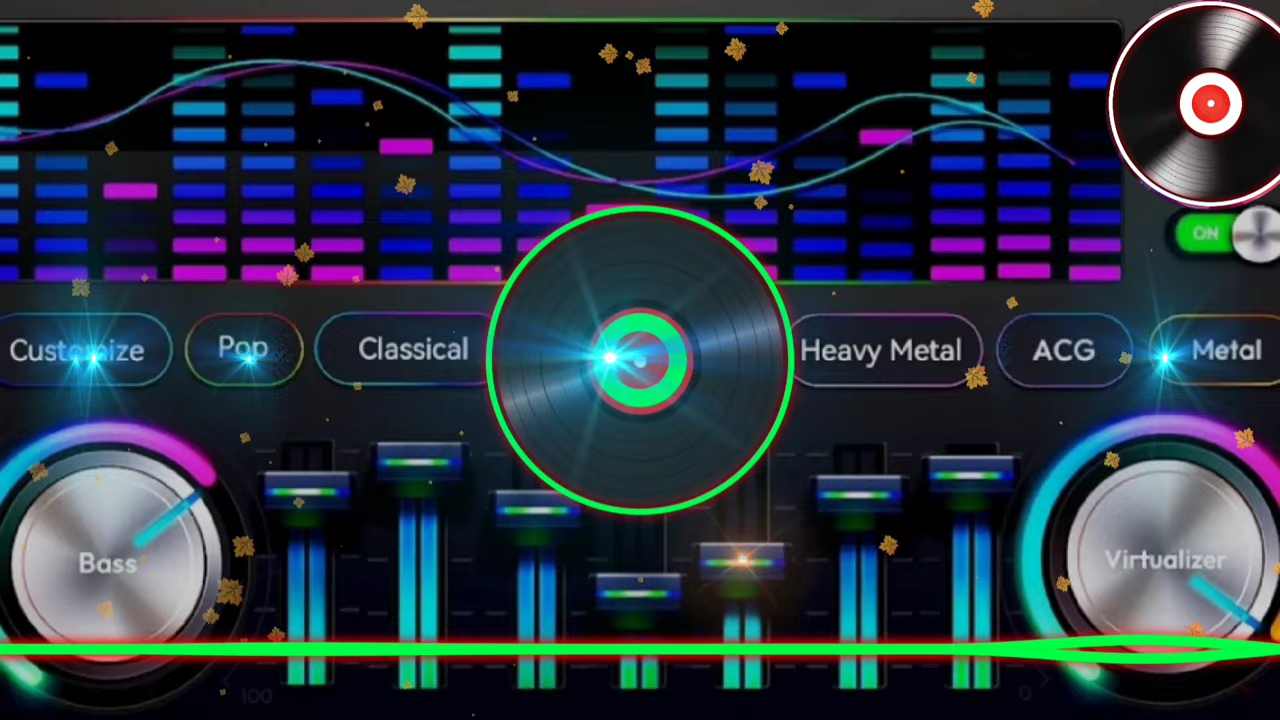 ON
Customize
Pop
Classical
Heavy Metal
ACG
Metal
Bass
Virtualizer
100
0